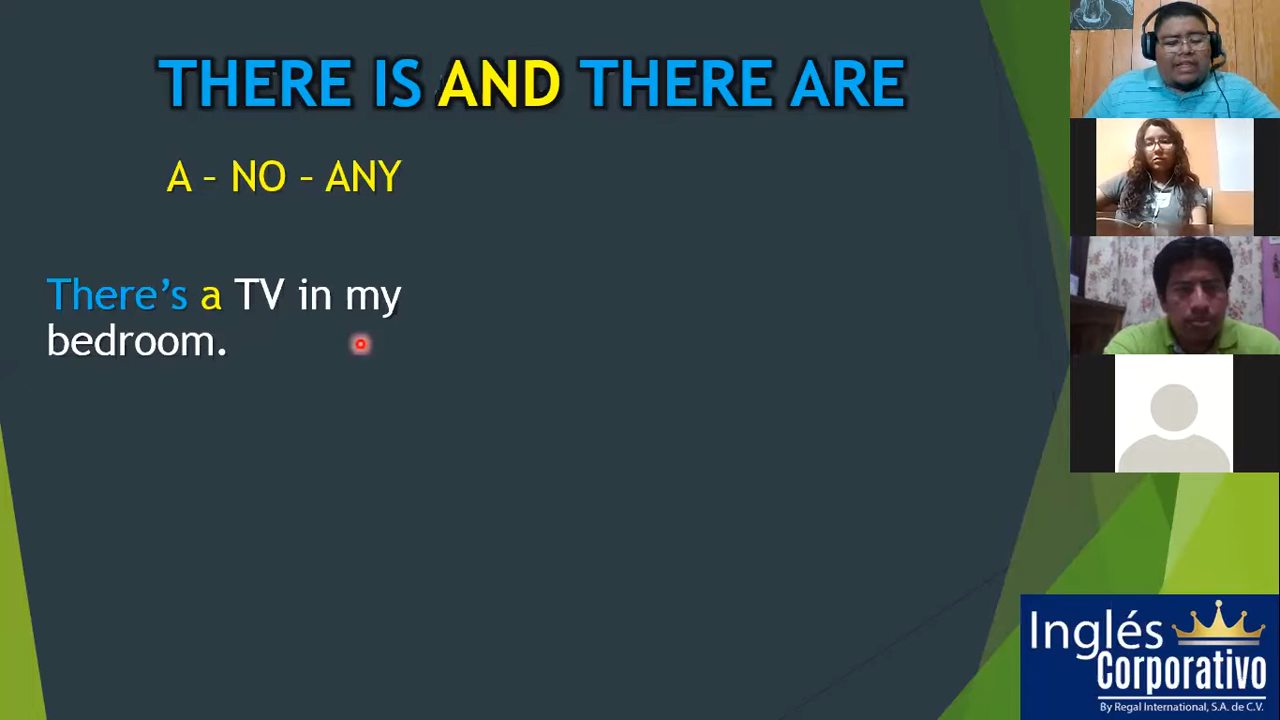 THERE IS AND THERE ARE
A – NO – ANY
There’s a TV in my
bedroom.
Inglés
Corporativo
By Regal International, S.A. de C.V.